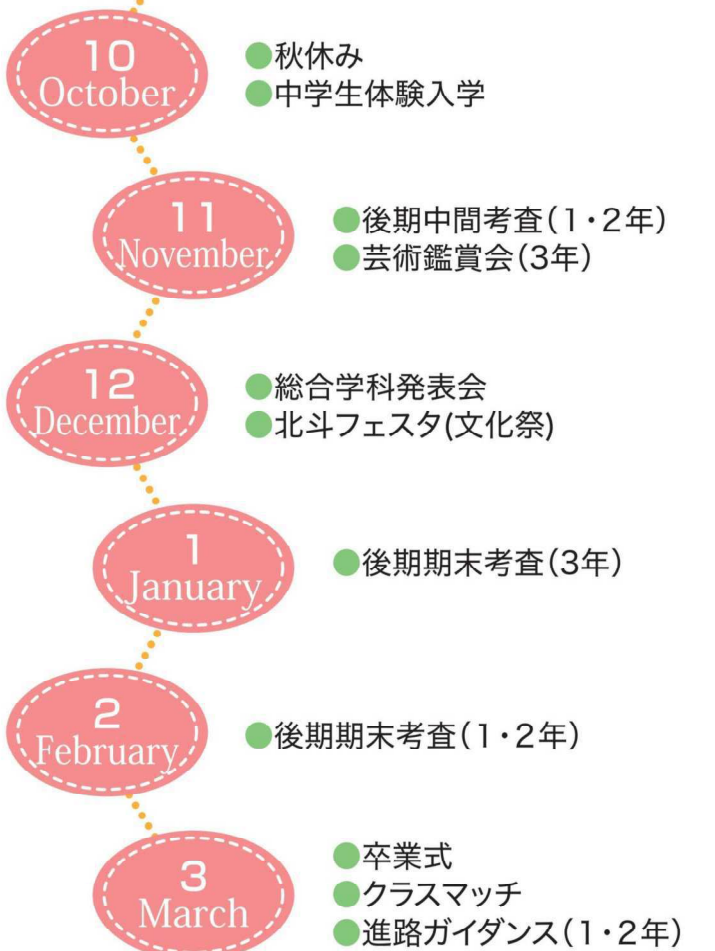 10
October
●秋休み
●中学生体験入学
11
November
●後期中間考査(1・2年)
●芸術鑑賞会(3年)
12
December
●総合学科発表会
●北斗フェスタ(文化祭)
1
January
●後期期末考査(3年)
2
February
●後期期末考査(1・2年)
3
March
●卒業式
●クラスマッチ
●進路ガイダンス(1・2年)